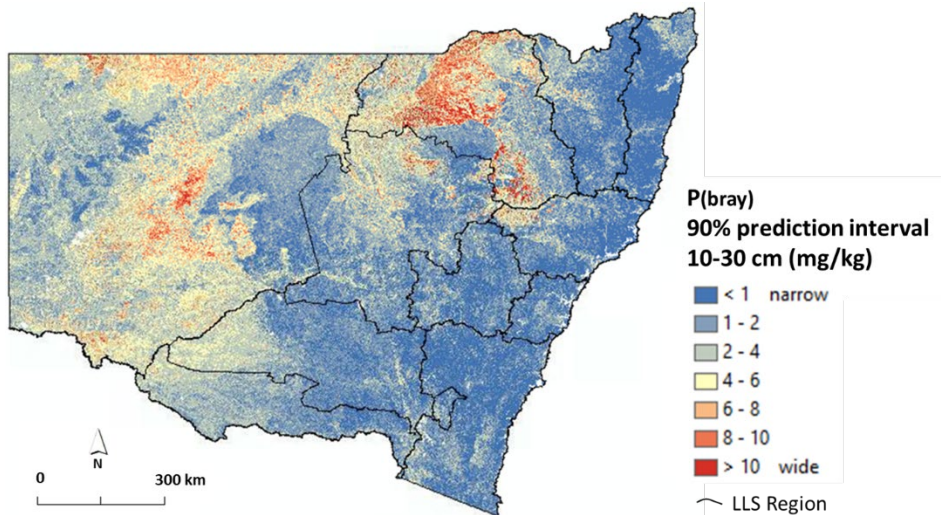 P(bray)
90% prediction interval
10-30 cm (mg/kg)
< 1 narrow
1 - 2
2 - 4
4 - 6
6 - 8
8 - 10
> 10 wide
LLS Region
N
0 300 km